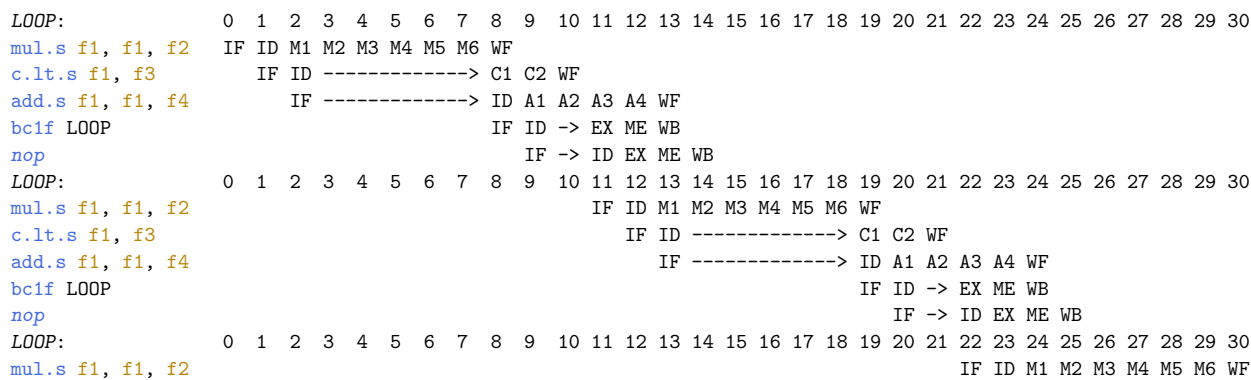 LOOP: 0 1 2 3 4 5 6 7 8 9 10 11 12 13 14 15 16 17 18 19 20 21 22 23 24 25 26 27 28 29 30
mul.s f1, f1, f2 IF ID M1 M2 M3 M4 M5 M6 WF
c.lt.s f1, f3 IF ID -------------> C1 C2 WF
add.s f1, f1, f4 IF -------------> ID A1 A2 A3 A4 WF
bc1f LOOP IF ID -> EX ME WB
nop IF -> ID EX ME WB
LOOP: 0 1 2 3 4 5 6 7 8 9 10 11 12 13 14 15 16 17 18 19 20 21 22 23 24 25 26 27 28 29 30
mul.s f1, f1, f2 IF ID M1 M2 M3 M4 M5 M6 WF
c.lt.s f1, f3 IF ID -------------> C1 C2 WF
add.s f1, f1, f4 IF -------------> ID A1 A2 A3 A4 WF
bc1f LOOP IF ID -> EX ME WB
nop IF -> ID EX ME WB
LOOP: 0 1 2 3 4 5 6 7 8 9 10 11 12 13 14 15 16 17 18 19 20 21 22 23 24 25 26 27 28 29 30
mul.s f1, f1, f2 IF ID M1 M2 M3 M4 M5 M6 WF